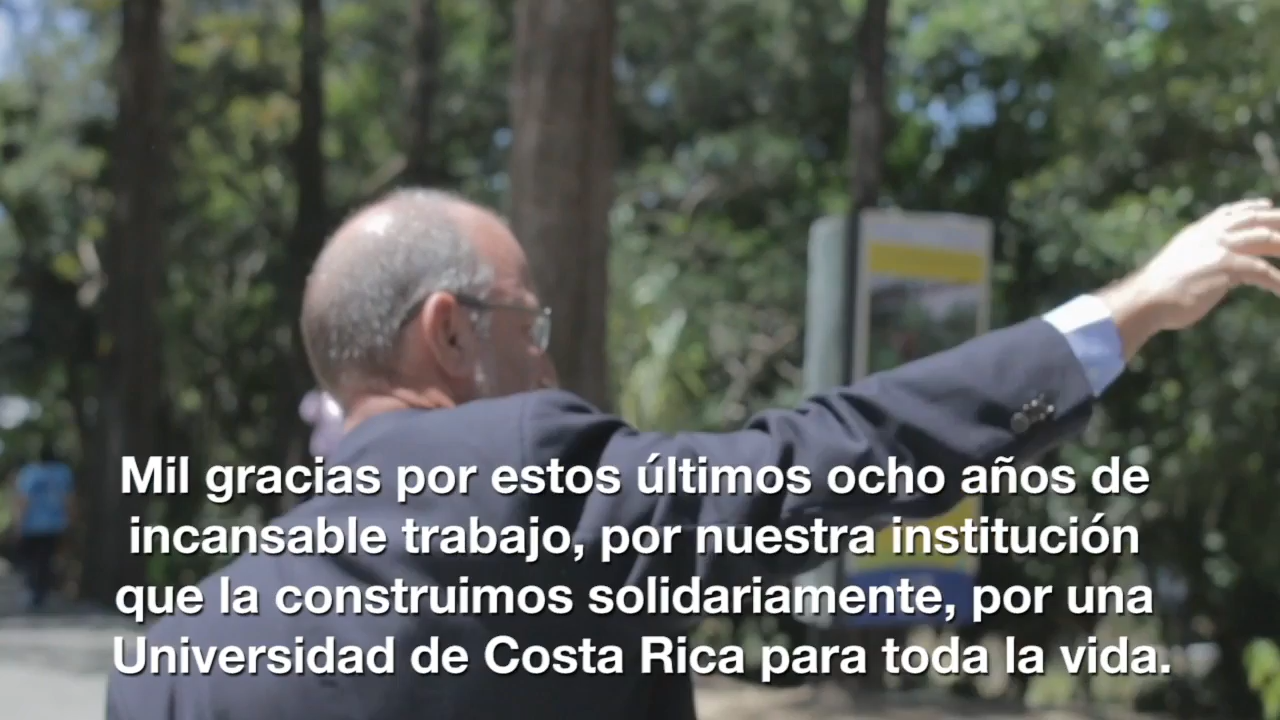 Mil gracias por estos últimos ocho años de
incansable trabajo, por nuestra institución
que la construimos solidariamente, por una
Universidad de Costa Rica para toda la vida.